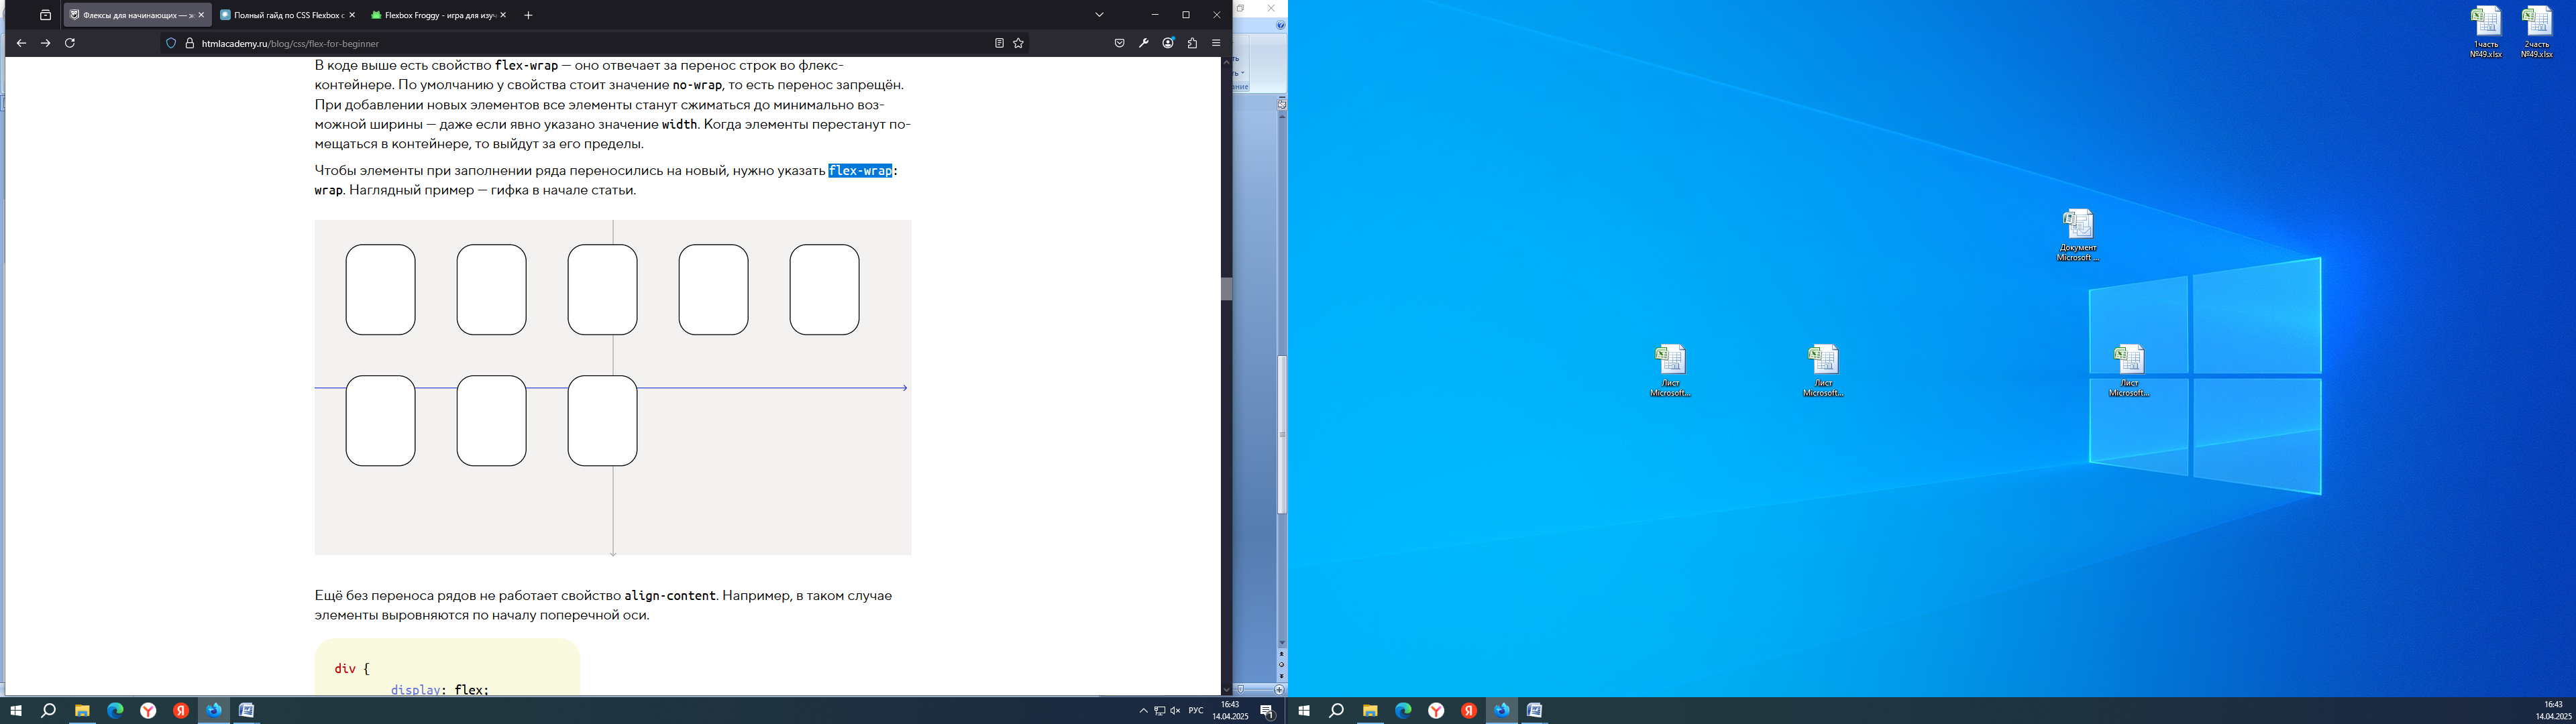 Флексы для начинающих — э
Полный гайд по CSS Flexbox с
Flexbox Froggy - игра для изуч
htmlacademy.ru/blog/css/flex-for-beginner
В коде выше есть свойство flex-wrap — оно отвечает за перенос строк во флекс-
контейнере. По умолчанию у свойства стоит значение no-wrap, то есть перенос запрещён.
При добавлении новых элементов все элементы станут сжиматься до минимально воз-
можной ширины — даже если явно указано значение width. Когда элементы перестанут по-
мещаться в контейнере, то выйдут за его пределы.
Чтобы элементы при заполнении ряда переносились на новый, нужно указать flex-wrap:
wrap. Наглядный пример — гифка в начале статьи.
Ещё без переноса рядов не работает свойство align-content. Например, в таком случае
элементы выровняются по началу поперечной оси.
div {
display: flex;
РУС
16:43
14.04.2025
1
1часть
№49.xlsx
2часть
№49.xlsx
Документ
Microsoft ...
Лист
Microsoft...
Лист
Microsoft...
Лист
Microsoft...
16:43
14.04.2025